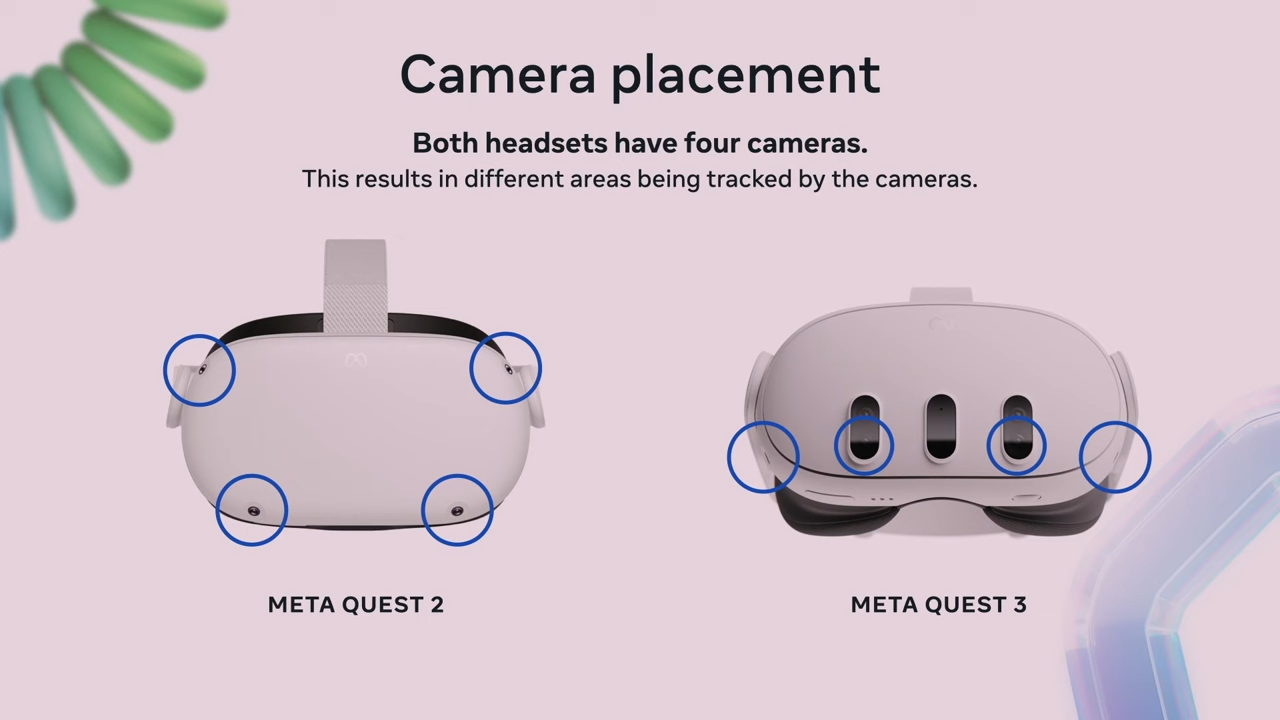 Camera placement
Both headsets have four cameras.
This results in different areas being tracked by the cameras.
META QUEST 2
META QUEST 3